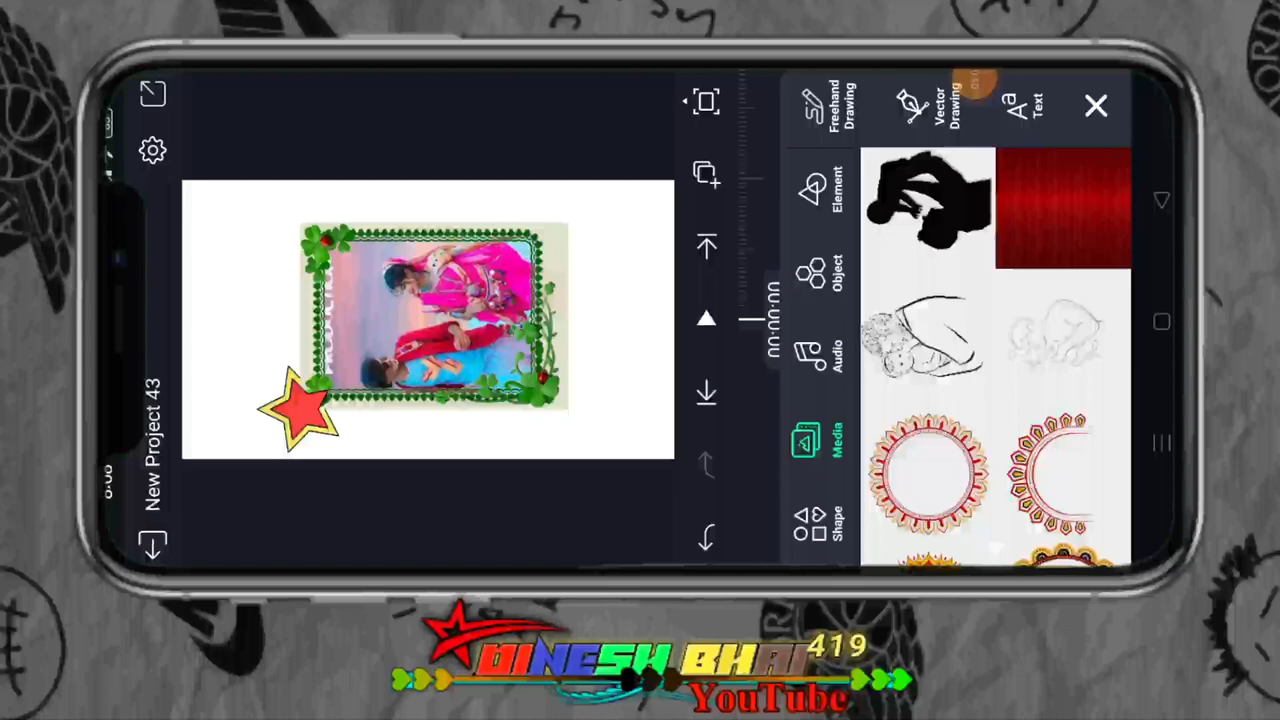 New Project 43
00:00:00
Freehand
Drawing
Vector
Drawing
Aa
Text
Element
Object
Audio
Media
Shape
DINESH BHAI 419
YouTube